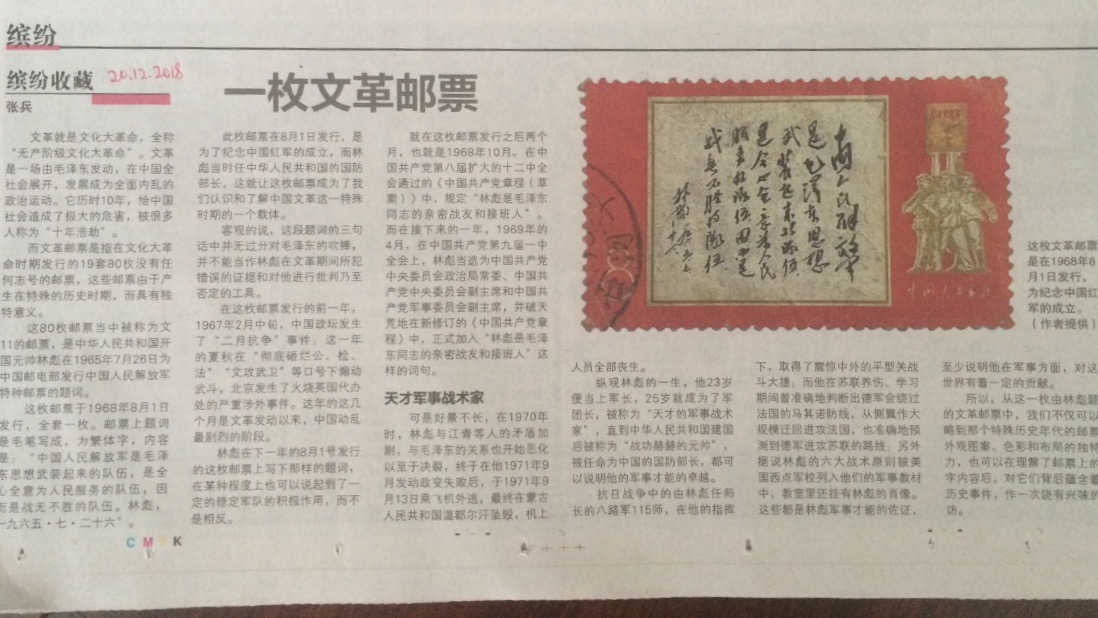 缤纷
缤纷收藏
20.12.2018
张兵
一枚文革邮票
文革就是文化大革命，全称
“无产阶级文化大革命”。文革
是一场由毛泽东发动，在中国全
社会展开，发展成为全面内乱的
政治运动。它历时10年，给中国
社会造成了极大的危害，被很多
人称为“十年浩劫”。
而文革邮票是指在文化大革
命时期发行的19套80枚没有任
何志号的邮票，这些邮票由于产
生在特殊的历史时期，而具有独
特意义。
这80枚邮票当中被称为文
11的邮票，是中华人民共和国开
国元帅林彪在1965年7月26日为
中国邮电部发行中国人民解放军
特种邮票的题词。
这枚邮票于1968年8月1日
发行，全套一枚。邮票上题词
是毛笔写成，为繁体字，内容
是：“中国人民解放军是毛泽
东思想武装起来的队伍，是全
心全意为人民服务的队伍，因
而是战无不胜的队伍。林彪，
一九六五·七·二十六”。
此枚邮票在8月1日发行，是
为了纪念中国红军的成立，而林
彪当时任中华人民共和国的国防
部长，这就让这枚邮票成为了我
们认识和了解中国文革这一特殊
时期的一个载体。
客观的说，这段题词的三句
话中并无过分对毛泽东的吹捧，
并不能当作林彪在文革期间所犯
错误的证据和对他进行批判乃至
否定的工具。
在这枚邮票发行的前一年，
1967年2月中旬，中国政坛发生
了“二月抗争”事件；这一年
的夏秋在“彻底砸烂公、检、
法”“文攻武卫”等口号下煽动
武斗，北京发生了火烧英国代办
处的严重涉外事件。这年的这几
个月是文革发动以来，中国动乱
最剧烈的阶段。
林彪在下一年的8月1号发行
的这枚邮票上写下那样的题词，
在某种程度上也可以说起到了一
定的稳定军队的积极作用，而不
是相反。
就在这枚邮票发行之后两个
月，也就是1968年10月，在中
国共产党第八届扩大的十二中全
会通过的《中国共产党章程（草
案）》中，规定“林彪是毛泽东
同志的亲密战友和接班人”。
而在接下来的一年，1969年的
4月，在中国共产党第九届一中
全会上，林彪当选为中国共产党
中央委员会政治局常委、中国共
产党中央委员会副主席和中国共
产党军事委员会副主席，并破天
荒地在新修订的《中国共产党章
程》中，正式加入“林彪是毛泽
东同志的亲密战友和接班人”这
样的词句。
天才军事战术家
可是好景不长，在1970年
时，林彪与江青等人的矛盾加
剧，与毛泽东的关系也开始恶化
以至于决裂，终于在他1971年9
月发动政变失败后，于1971年9
月13日乘飞机外逃，最终在蒙古
人民共和国温都尔汗坠毁，机上
人员全部丧生。
纵观林彪的一生，他23岁
便当上军长，25岁就成为了军
团长，被称为“天才的军事战术
家”，直到中华人民共和国建国
后被称为“战功赫赫的元帅”，
被任命为中国的国防部长，都可
以说明他的军事才能的卓越。
抗日战争中的由林彪任师
长的八路军115师，在他的指挥
下，取得了震惊中外的平型关战
斗大捷；而他在苏联养伤、学习
期间曾准确地判断出德军会绕过
法国的马其诺防线，从侧翼作大
规模迂回进攻法国，也准确地预
测到德军进攻苏联的路线；另外
据说林彪的六大战术原则被美
国西点军校列入他们的军事教材
中，教室里还挂有林彪的肖像。
这些都是林彪军事才能的佐证，
至少说明他在军事方面，对这
世界有着一定的贡献。
所以，从这一枚由林彪题
的文革邮票中，我们不仅可以
略到那个特殊历史年代的邮票
外观图案、色彩和布局的独特
力，也可以在理解了邮票上的
字内容后，对它们背后蕴含着
历史事件，作一次饶有兴味的
访。
中国人民解放军
是毛泽东思想
武装起来的队伍，
是全心全意为人民
服务的队伍，因而是
战无不胜的队伍。
这枚文革邮票
是在1968年8
月1日发行，
为纪念中国红
军的成立。
（作者提供）
C M Y K